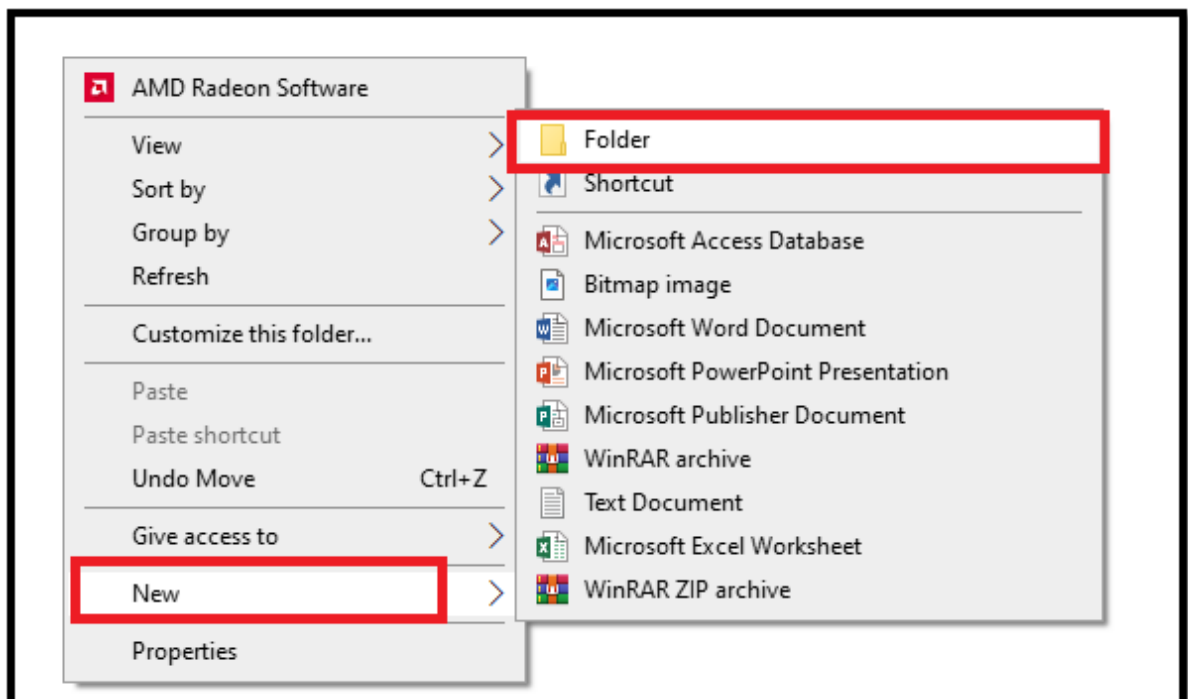 AMD Radeon Software
View
Sort by
Group by
Refresh
Customize this folder...
Paste
Paste shortcut
Undo Move Ctrl+Z
Give access to
New
Properties
Folder
Shortcut
Microsoft Access Database
Bitmap image
Microsoft Word Document
Microsoft PowerPoint Presentation
Microsoft Publisher Document
WinRAR archive
Text Document
Microsoft Excel Worksheet
WinRAR ZIP archive